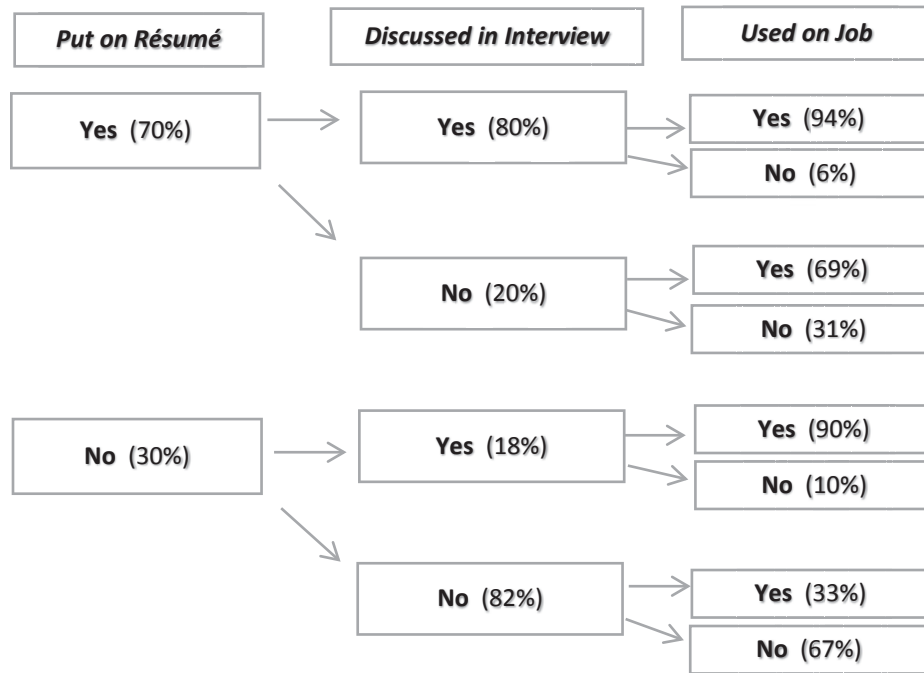 Put on Résumé
Discussed in Interview
Used on Job
Yes (70%)
Yes (80%)
Yes (94%)
No (6%)
No (20%)
Yes (69%)
No (31%)
No (30%)
Yes (18%)
Yes (90%)
No (10%)
No (82%)
Yes (33%)
No (67%)